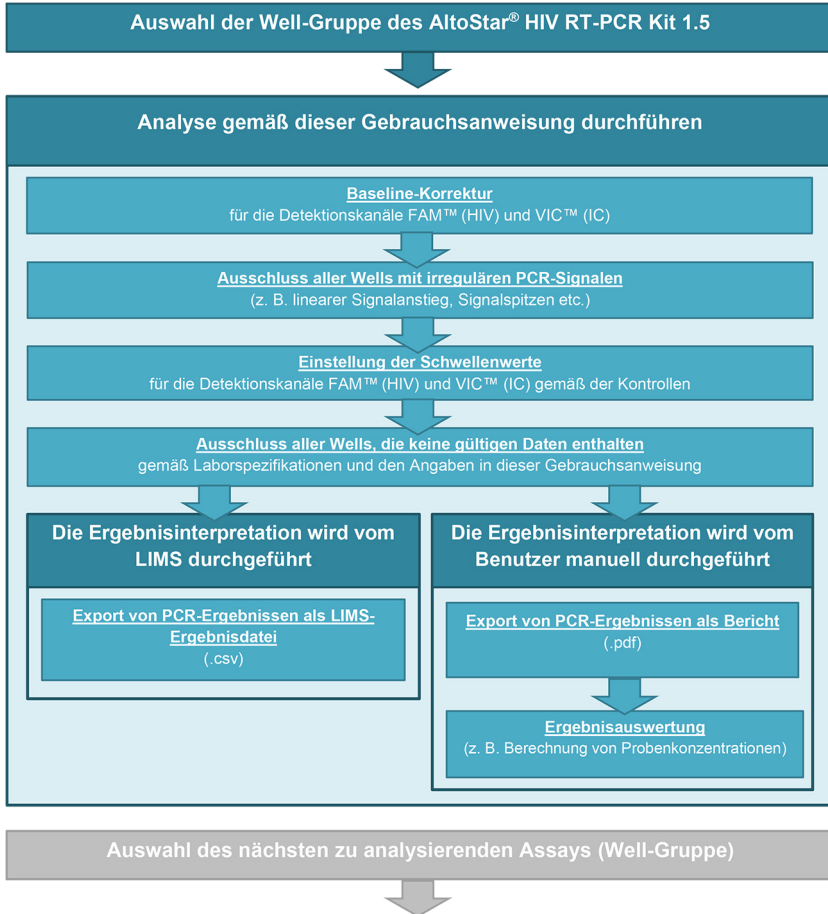 Auswahl der Well-Gruppe des AltoStar® HIV RT-PCR Kit 1.5
Analyse gemäß dieser Gebrauchsanweisung durchführen
Baseline-Korrektur
für die Detektionskanäle FAM™ (HIV) und VIC™ (IC)
Ausschluss aller Wells mit irregulären PCR-Signalen
(z. B. linearer Signalanstieg, Signalspitzen etc.)
Einstellung der Schwellenwerte
für die Detektionskanäle FAM™ (HIV) und VIC™ (IC) gemäß der Kontrollen
Ausschluss aller Wells, die keine gültigen Daten enthalten
gemäß Laborspezifikationen und den Angaben in dieser Gebrauchsanweisung
Die Ergebnisinterpretation wird vom
LIMS durchgeführt
Export von PCR-Ergebnissen als LIMS-
Ergebnisdatei
(.csv)
Die Ergebnisinterpretation wird vom
Benutzer manuell durchgeführt
Export von PCR-Ergebnissen als Bericht
(.pdf)
Ergebnisauswertung
(z. B. Berechnung von Probenkonzentrationen)
Auswahl des nächsten zu analysierenden Assays (Well-Gruppe)